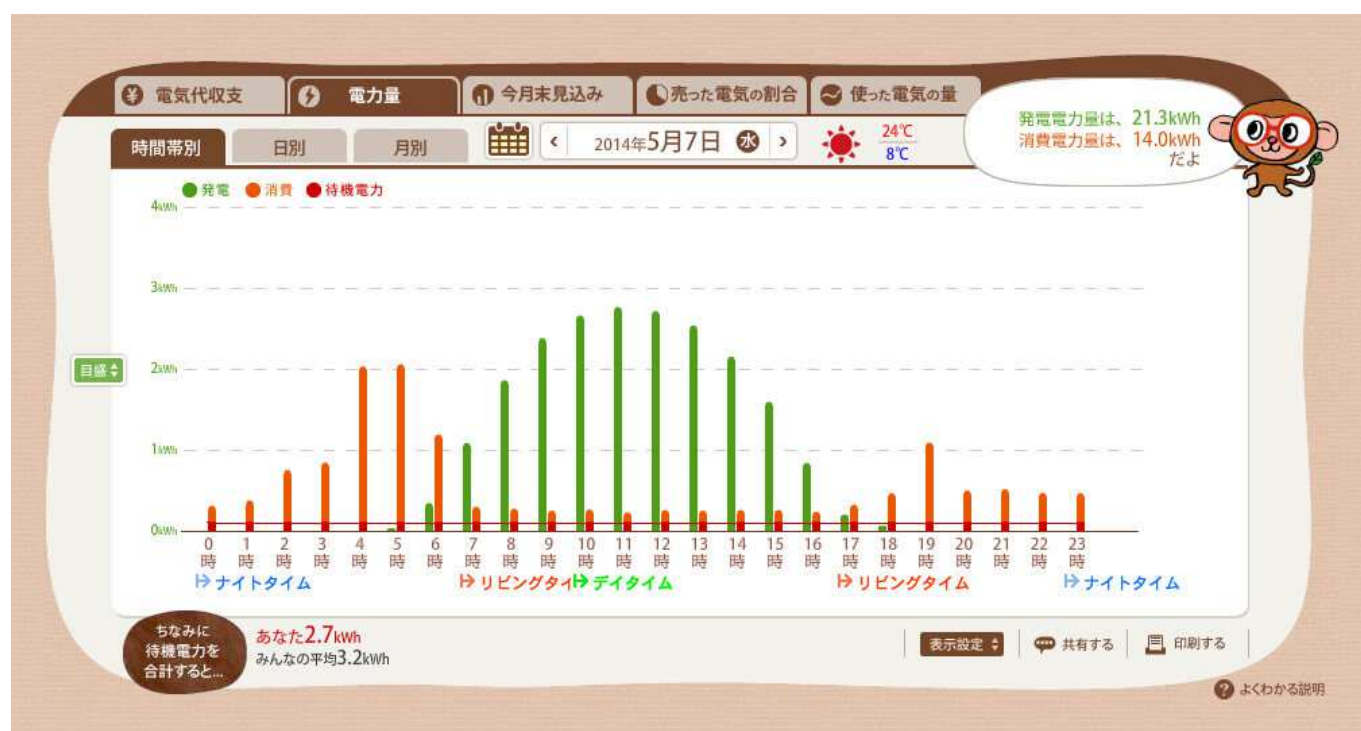 電気代収支
電力量
今月末見込み
売った電気の割合
使った電気の量
時間帯別
日別
月別
2014年5月7日 水
24℃
8℃
発電電力量は、21.3kWh
消費電力量は、14.0kWh
だよ
発電 消費 待機電力
4kWh
3kWh
2kWh
1kWh
0kWh
目盛
0時 1時 2時 3時 4時 5時 6時 7時 8時 9時 10時 11時 12時 13時 14時 15時 16時 17時 18時 19時 20時 21時 22時 23時
ナイトタイム
リビングタイ
デイタイム
リビングタイム
ナイトタイム
ちなみに
待機電力を
合計すると...
あなた2.7kWh
みんなの平均3.2kWh
表示設定
共有する
印刷する
よくわかる説明